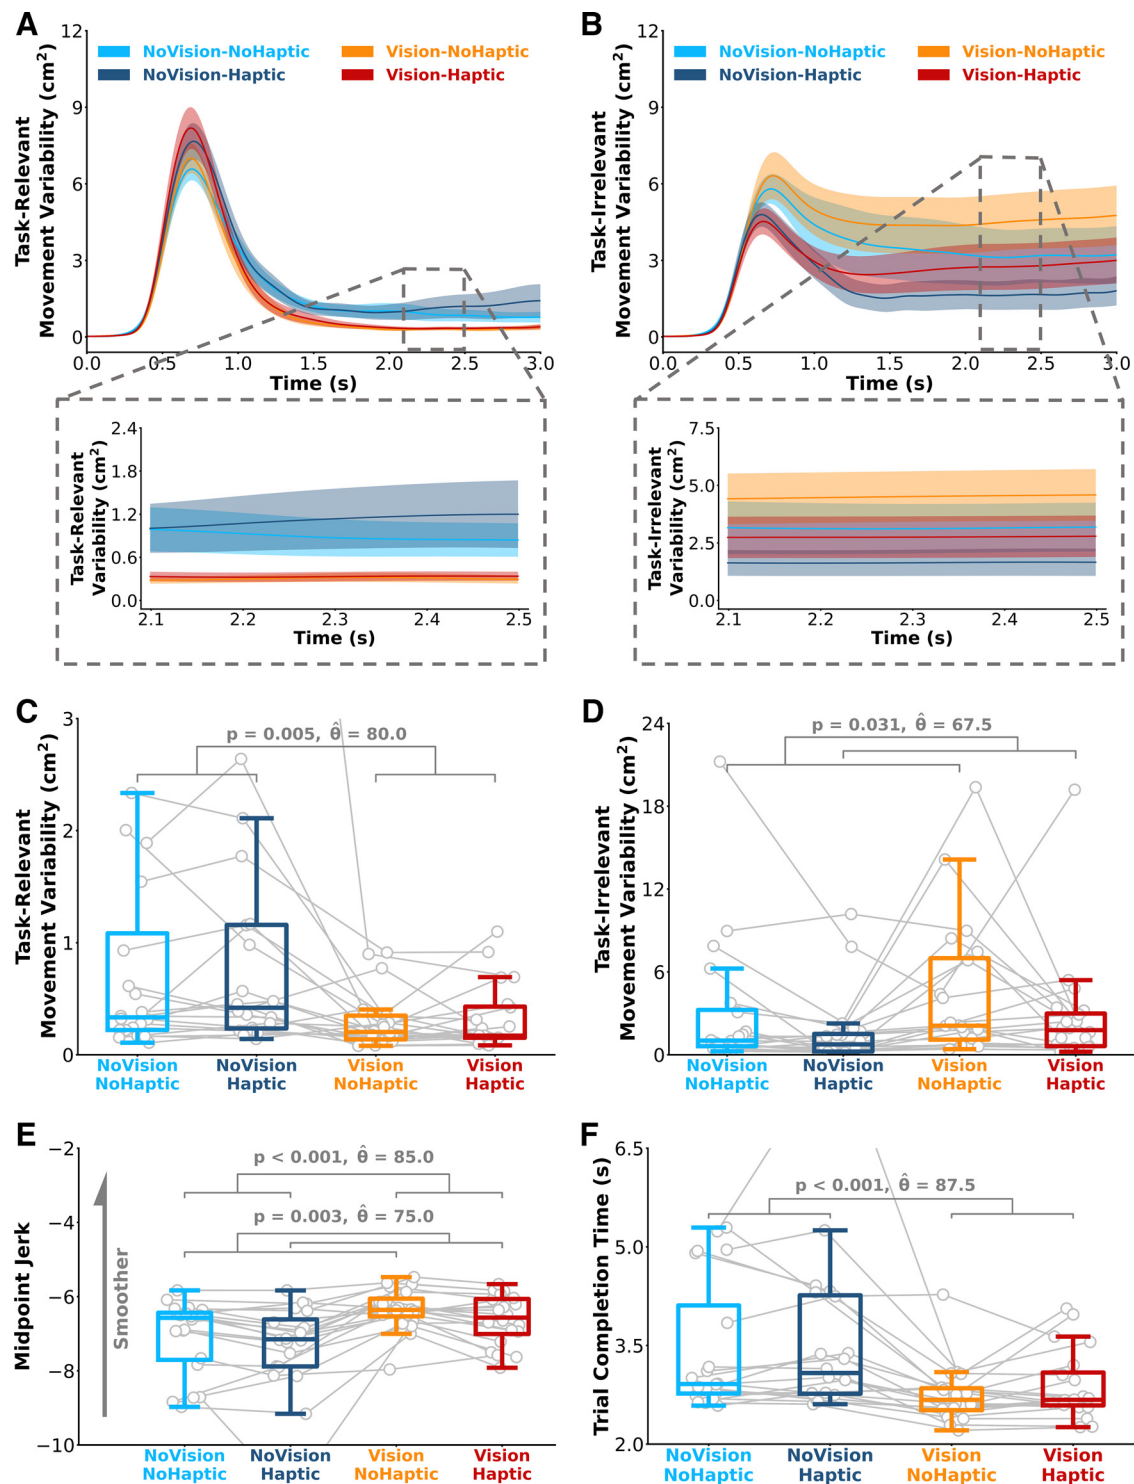 A
Task-Relevant
Movement Variability (cm²)
12
9
6
3
0
NoVision-NoHaptic
NoVision-Haptic
Vision-NoHaptic
Vision-Haptic
0.0
0.5
1.0
1.5
2.0
2.5
3.0
Time (s)
Task-Relevant
Variability (cm²)
2.4
1.8
1.2
0.6
0.0
2.1
2.2
2.3
2.4
2.5
Time (s)
B
Task-Irrelevant
Movement Variability (cm²)
12
9
6
3
0
NoVision-NoHaptic
NoVision-Haptic
Vision-NoHaptic
Vision-Haptic
0.0
0.5
1.0
1.5
2.0
2.5
3.0
Time (s)
Task-Irrelevant
Variability (cm²)
7.5
5.0
2.5
0.0
2.1
2.2
2.3
2.4
2.5
Time (s)
C
Task-Relevant
Movement Variability (cm²)
3
2
1
0
p = 0.005, θ̂ = 80.0
NoVision
NoHaptic
NoVision
Haptic
Vision
NoHaptic
Vision
Haptic
D
Task-Irrelevant
Movement Variability (cm²)
24
18
12
6
0
p = 0.031, θ̂ = 67.5
NoVision
NoHaptic
NoVision
Haptic
Vision
NoHaptic
Vision
Haptic
E
Midpoint Jerk
−2
−4
−6
−8
−10
Smoother
p < 0.001, θ̂ = 85.0
p = 0.003, θ̂ = 75.0
NoVision
NoHaptic
NoVision
Haptic
Vision
NoHaptic
Vision
Haptic
F
Trial Completion Time (s)
6.5
5.0
3.5
2.0
p < 0.001, θ̂ = 87.5
NoVision
NoHaptic
NoVision
Haptic
Vision
NoHaptic
Vision
Haptic